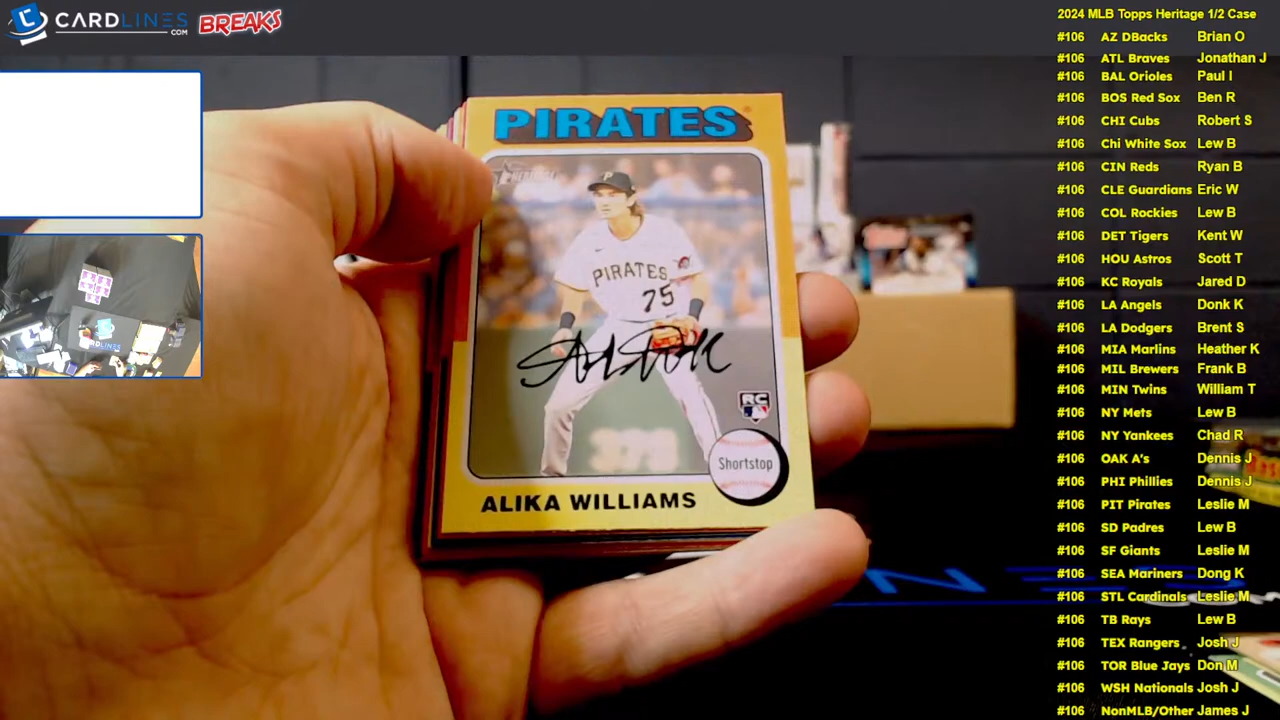 CARDLINES
.COM
BREAKS
2024 MLB Topps Heritage 1/2 Case
#106 AZ DBacks Brian O
#106 ATL Braves Jonathan J
#106 BAL Orioles Paul I
#106 BOS Red Sox Ben R
#106 CHI Cubs Robert S
#106 Chi White Sox Lew B
#106 CIN Reds Ryan B
#106 CLE Guardians Eric W
#106 COL Rockies Lew B
#106 DET Tigers Kent W
#106 HOU Astros Scott T
#106 KC Royals Jared D
#106 LA Angels Donk K
#106 LA Dodgers Brent S
#106 MIA Marlins Heather K
#106 MIL Brewers Frank B
#106 MIN Twins William T
#106 NY Mets Lew B
#106 NY Yankees Chad R
#106 OAK A's Dennis J
#106 PHI Phillies Dennis J
#106 PIT Pirates Leslie M
#106 SD Padres Lew B
#106 SF Giants Leslie M
#106 SEA Mariners Dong K
#106 STL Cardinals Leslie M
#106 TB Rays Lew B
#106 TEX Rangers Josh J
#106 TOR Blue Jays Don M
#106 WSH Nationals Josh J
#106 NonMLB/Other James J
PIRATES
HERITAGE
P
PIRATES
75
RC
Shortstop
ALIKA WILLIAMS